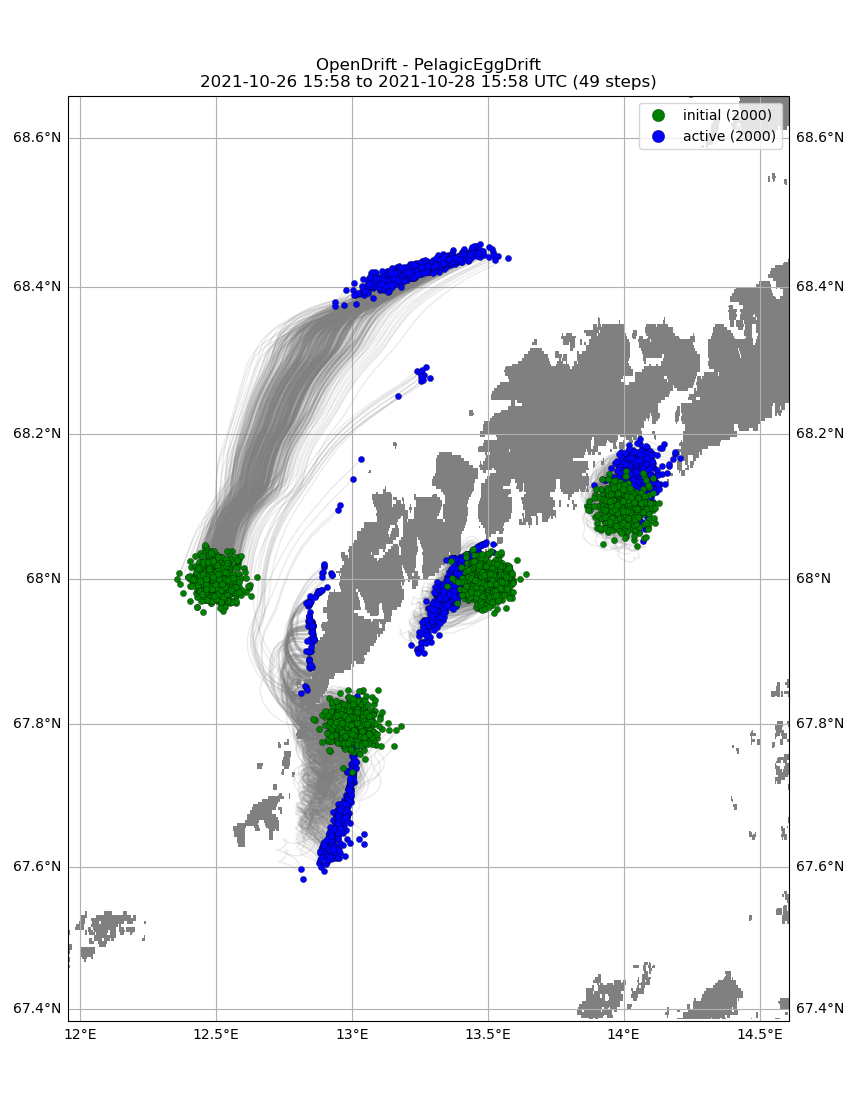 OpenDrift - PelagicEggDrift
2021-10-26 15:58 to 2021-10-28 15:58 UTC (49 steps)
initial (2000)
active (2000)
68.6°N 68.6°N
68.4°N 68.4°N
68.2°N 68.2°N
68°N 68°N
67.8°N 67.8°N
67.6°N 67.6°N
67.4°N 67.4°N
12°E 12.5°E 13°E 13.5°E 14°E 14.5°E